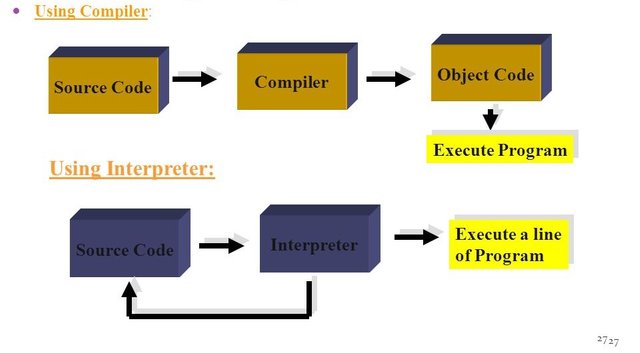 • Using Compiler:
Source Code
Compiler
Object Code
Execute Program
Using Interpreter:
Source Code
Interpreter
Execute a line
of Program
27 27